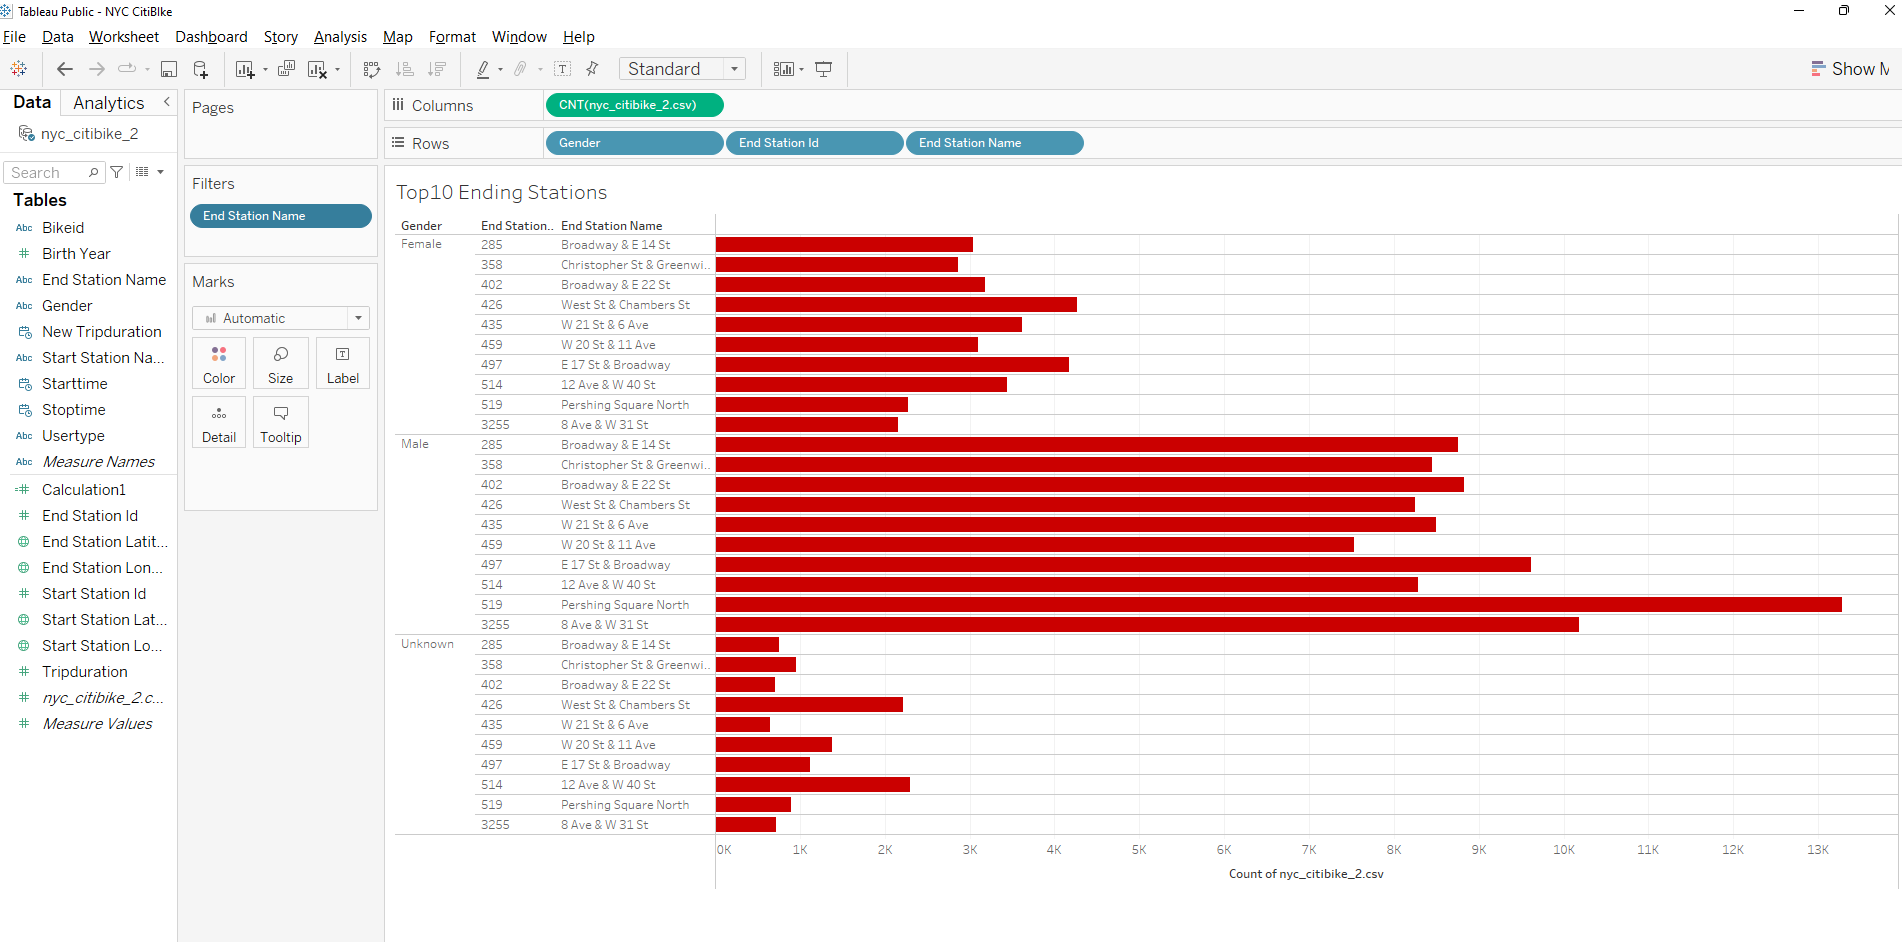 Tableau Public - NYC CitiBIke
File Data Worksheet Dashboard Story Analysis Map Format Window Help
Standard
Show M
Data Analytics
nyc_citibike_2
Search
Tables
Abc Bikeid
# Birth Year
Abc End Station Name
Abc Gender
New Tripduration
Abc Start Station Na...
Starttime
Stoptime
Abc Usertype
Abc Measure Names
=# Calculation1
# End Station Id
End Station Latit...
End Station Lon...
# Start Station Id
Start Station Lat...
Start Station Lo...
# Tripduration
# nyc_citibike_2.c...
# Measure Values
Pages
Filters
End Station Name
Marks
Automatic
Color Size Label
Detail Tooltip
Columns CNT(nyc_citibike_2.csv)
Rows Gender End Station Id End Station Name
Top10 Ending Stations
Gender End Station.. End Station Name
Female 285 Broadway & E 14 St
358 Christopher St & Greenwi..
402 Broadway & E 22 St
426 West St & Chambers St
435 W 21 St & 6 Ave
459 W 20 St & 11 Ave
497 E 17 St & Broadway
514 12 Ave & W 40 St
519 Pershing Square North
3255 8 Ave & W 31 St
Male 285 Broadway & E 14 St
358 Christopher St & Greenwi..
402 Broadway & E 22 St
426 West St & Chambers St
435 W 21 St & 6 Ave
459 W 20 St & 11 Ave
497 E 17 St & Broadway
514 12 Ave & W 40 St
519 Pershing Square North
3255 8 Ave & W 31 St
Unknown 285 Broadway & E 14 St
358 Christopher St & Greenwi..
402 Broadway & E 22 St
426 West St & Chambers St
435 W 21 St & 6 Ave
459 W 20 St & 11 Ave
497 E 17 St & Broadway
514 12 Ave & W 40 St
519 Pershing Square North
3255 8 Ave & W 31 St
0K 1K 2K 3K 4K 5K 6K 7K 8K 9K 10K 11K 12K 13K
Count of nyc_citibike_2.csv